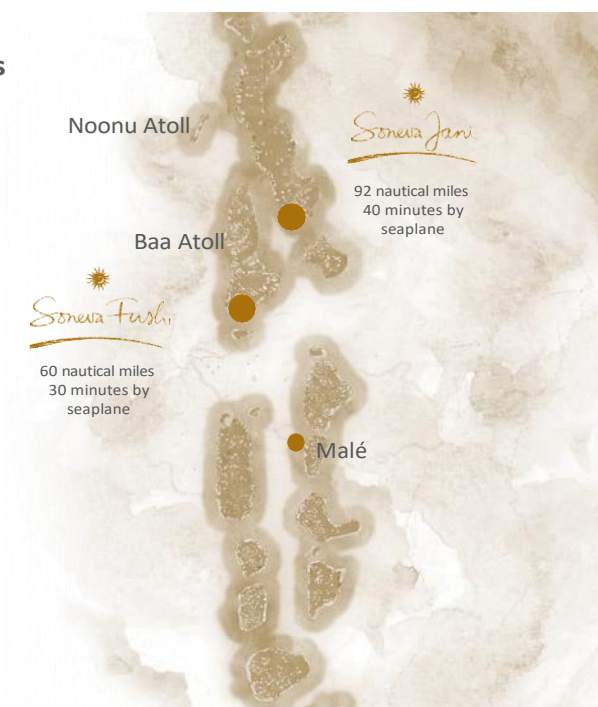 s
Noonu Atoll
Soneva Jani
92 nautical miles
40 minutes by
seaplane
Baa Atoll
Soneva Fushi
60 nautical miles
30 minutes by
seaplane
Malé